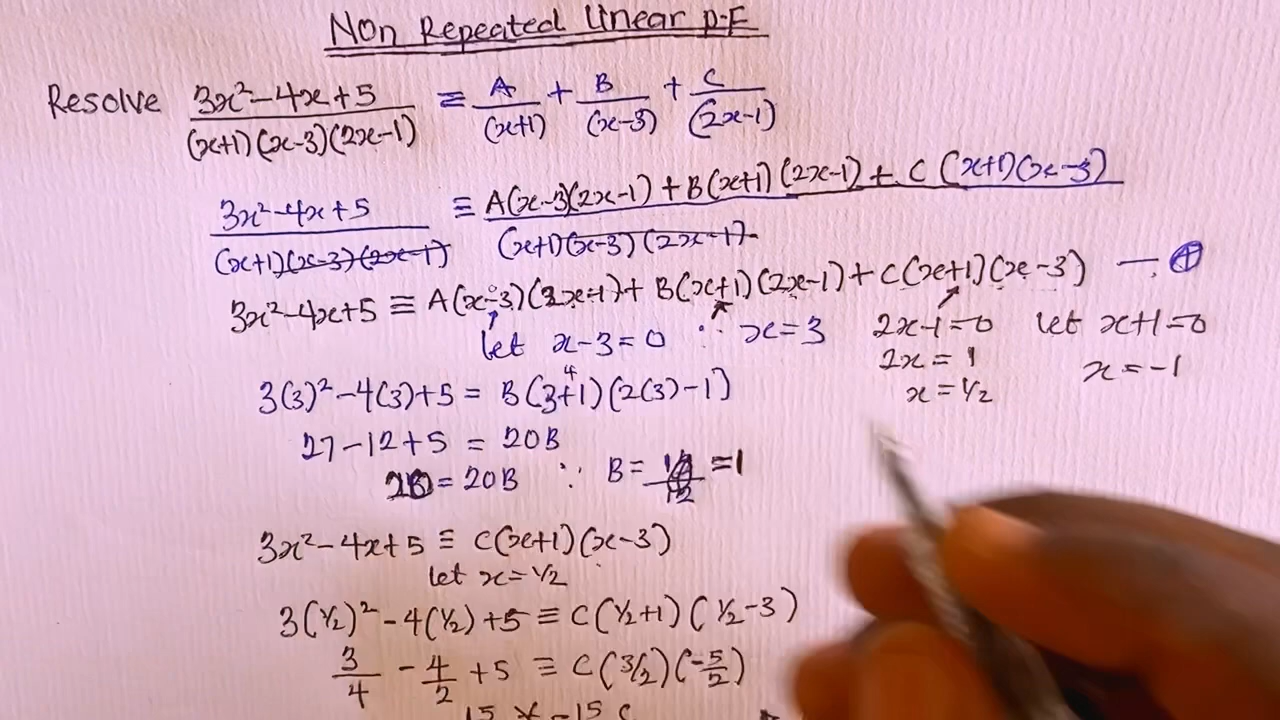 Non Repeated Linear P.F
Resolve (3x²-4x+5)/((x+1)(x-3)(2x-1)) ≡ A/(x+1) + B/(x-3) + C/(2x-1)
(3x²-4x+5)/((x+1)(x-3)(2x-1)) ≡ (A(x-3)(2x-1) + B(x+1)(2x-1) + C(x+1)(x-3))/((x+1)(x-3)(2x-1))
3x²-4x+5 ≡ A(x-3)(2x-1) + B(x+1)(2x-1) + C(x+1)(x-3) — ⊕
let x-3=0 ∵ x=3 2x-1=0 let x+1=0
2x=1 x=-1
x=1/2
3(3)²-4(3)+5 = B(3+1)(2(3)-1) 4
27-12+5 = 20B
20=20B ∵ B= =1
3x²-4x+5 ≡ C(x+1)(x-3)
let x=1/2
3(1/2)²-4(1/2)+5 ≡ C(1/2+1)(1/2-3)
3/4 - 4/2 + 5 ≡ C(3/2)(-5/2)